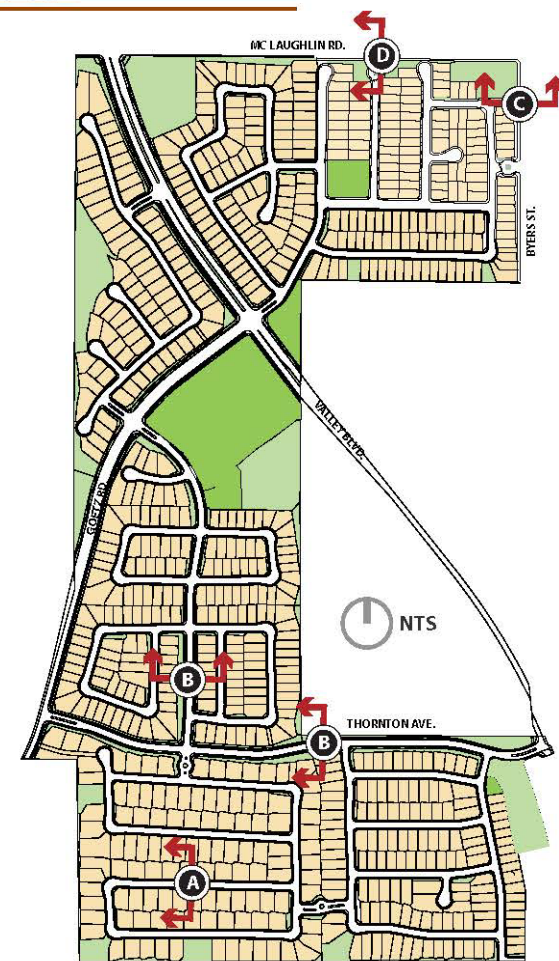 MC LAUGHLIN RD.
D
C
BYERS ST.
VALLEY BLVD.
GOETZ RD.
NTS
B
THORNTON AVE.
B
A